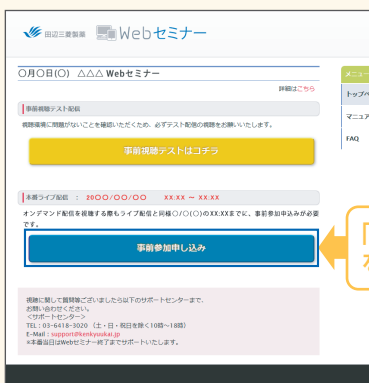 田辺三菱製薬 Webセミナー
〇月〇日(〇) △△△ Webセミナー
詳細はこちら
事前視聴テスト配信
視聴環境に問題がないことを確認いただくため、必ずテスト配信の視聴をお願いいたします。
事前視聴テストはコチラ
本番ライブ配信 : 20〇〇/〇〇/〇〇 XX:XX ～ XX:XX
オンデマンド配信を視聴する際もライブ配信と同様〇/〇(〇)のXX:XXまでに、事前参加申込みが必要
です。
事前参加申し込み
視聴に関して質問等ございましたら以下のサポートセンターまで、
お問い合わせください。
<サポートセンター>
TEL：03-6418-3020 （土・日・祝日を除く10時～18時）
E-Mail：support@kenkyuukai.jp
※本番当日はWebセミナー終了までサポートいたします。
メニュー
トップペ
マニュア
FAQ